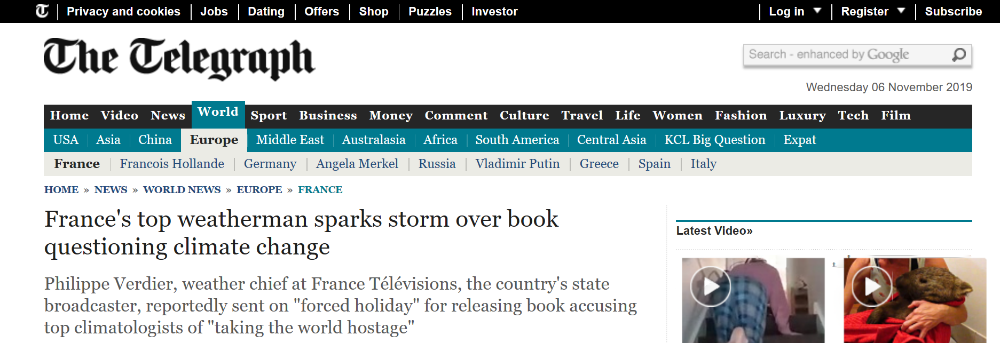 Privacy and cookies Jobs Dating Offers Shop Puzzles Investor Log in Register Subscribe
The Telegraph
Search - enhanced by Google
Wednesday 06 November 2019
Home Video News World Sport Business Money Comment Culture Travel Life Women Fashion Luxury Tech Film
USA Asia China Europe Middle East Australasia Africa South America Central Asia KCL Big Question Expat
France Francois Hollande Germany Angela Merkel Russia Vladimir Putin Greece Spain Italy
HOME » NEWS » WORLD NEWS » EUROPE » FRANCE
France's top weatherman sparks storm over book
questioning climate change
Philippe Verdier, weather chief at France Télévisions, the country's state
broadcaster, reportedly sent on "forced holiday" for releasing book accusing
top climatologists of "taking the world hostage"
Latest Video»